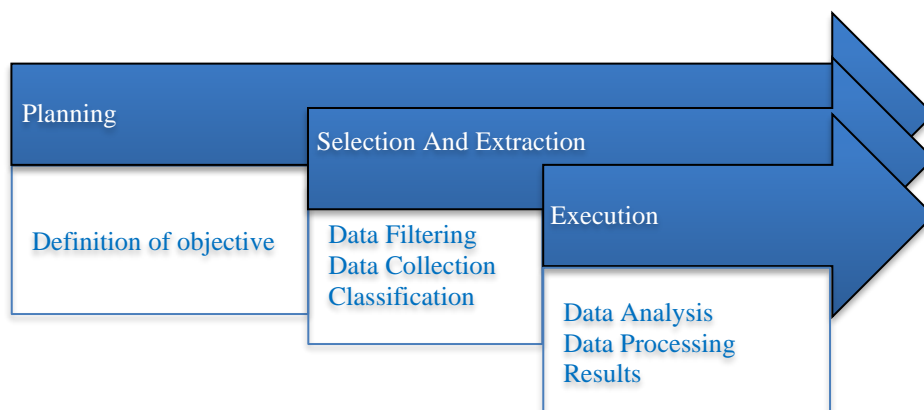 Planning
Definition of objective
Selection And Extraction
Data Filtering
Data Collection
Classification
Execution
Data Analysis
Data Processing
Results